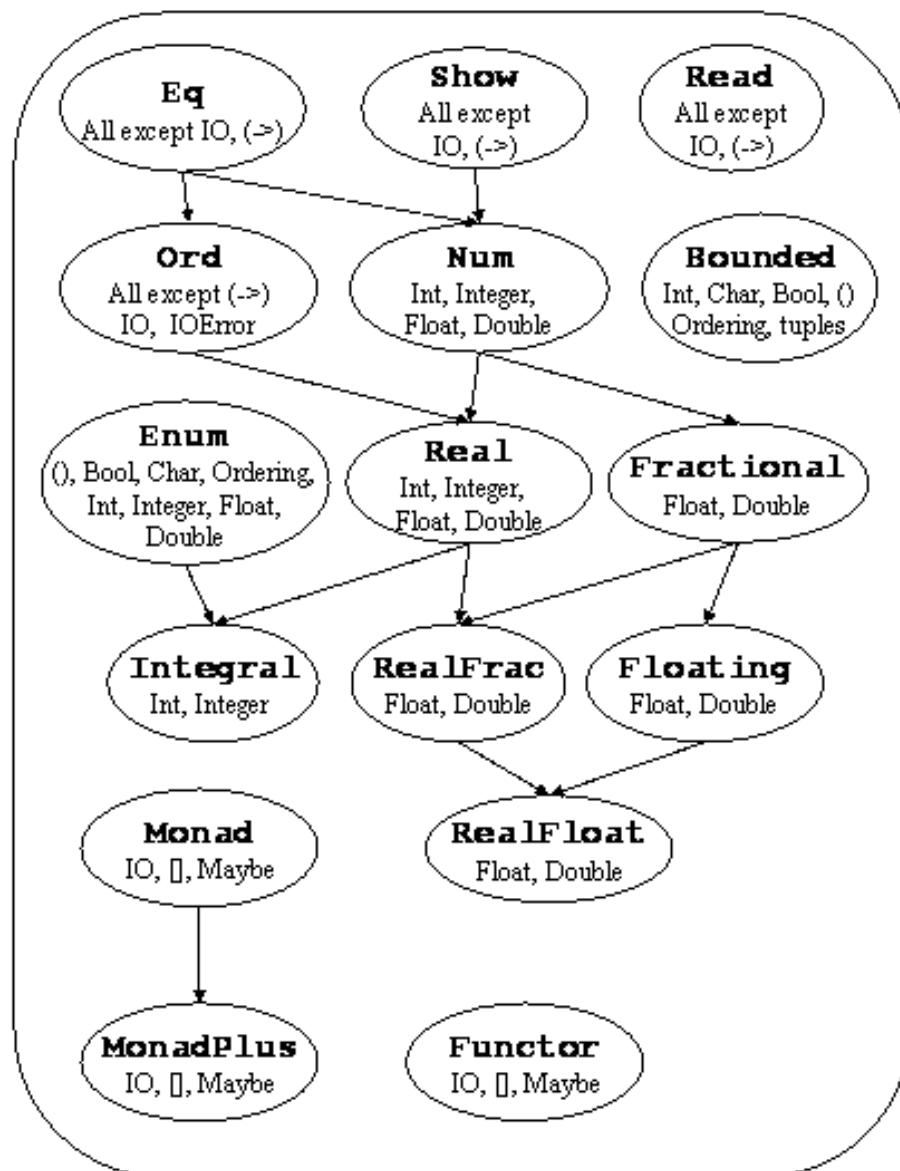 Eq
All except IO, (->)
Show
All except
IO, (->)
Read
All except
IO, (->)
Ord
All except (->)
IO, IOError
Num
Int, Integer,
Float, Double
Bounded
Int, Char, Bool, ()
Ordering, tuples
Enum
(), Bool, Char, Ordering,
Int, Integer, Float,
Double
Real
Int, Integer,
Float, Double
Fractional
Float, Double
Integral
Int, Integer
RealFrac
Float, Double
Floating
Float, Double
Monad
IO, [], Maybe
RealFloat
Float, Double
MonadPlus
IO, [], Maybe
Functor
IO, [], Maybe